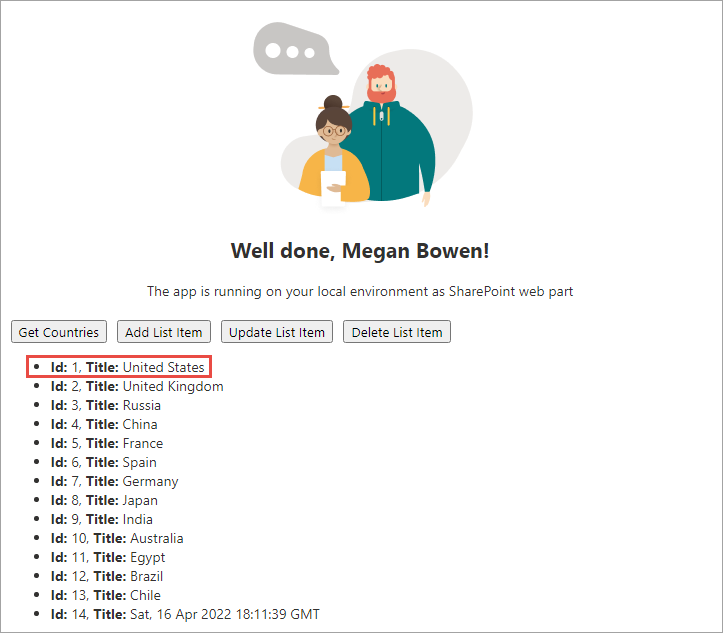 Well done, Megan Bowen!
The app is running on your local environment as SharePoint web part
Get Countries Add List Item Update List Item Delete List Item
Id: 1, Title: United States
Id: 2, Title: United Kingdom
Id: 3, Title: Russia
Id: 4, Title: China
Id: 5, Title: France
Id: 6, Title: Spain
Id: 7, Title: Germany
Id: 8, Title: Japan
Id: 9, Title: India
Id: 10, Title: Australia
Id: 11, Title: Egypt
Id: 12, Title: Brazil
Id: 13, Title: Chile
Id: 14, Title: Sat, 16 Apr 2022 18:11:39 GMT